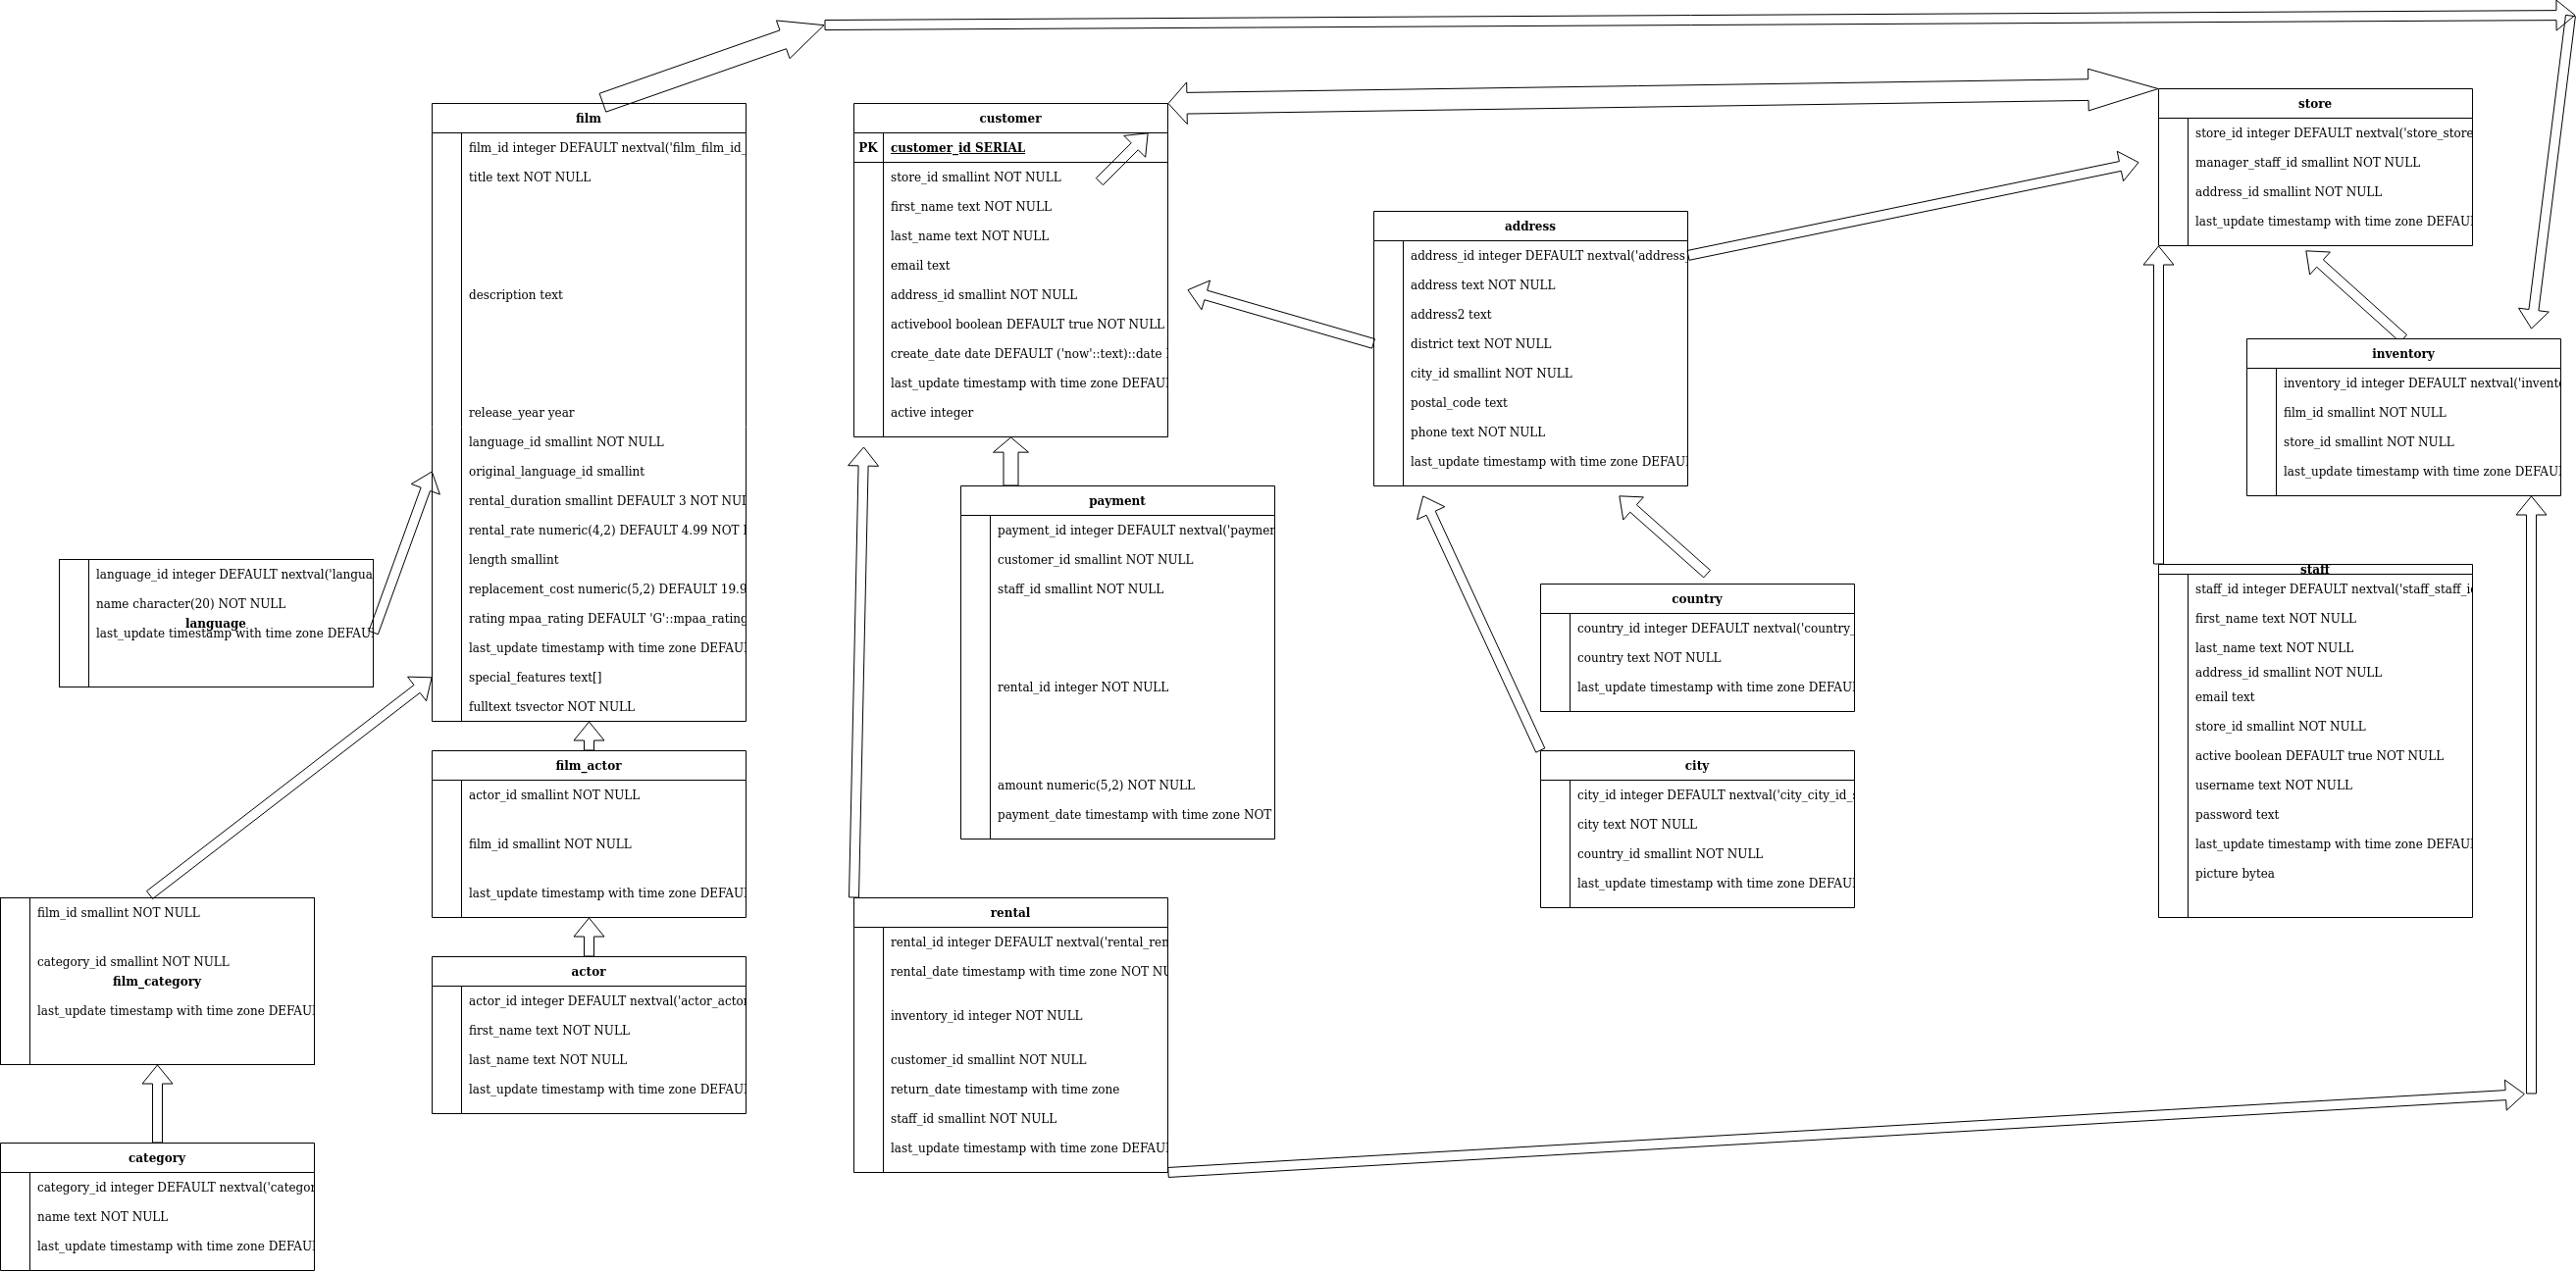 film
film_id integer DEFAULT nextval('film_film_id_
title text NOT NULL
description text
release_year year
language_id smallint NOT NULL
original_language_id smallint
rental_duration smallint DEFAULT 3 NOT NUL
rental_rate numeric(4,2) DEFAULT 4.99 NOT
length smallint
replacement_cost numeric(5,2) DEFAULT 19.9
rating mpaa_rating DEFAULT 'G'::mpaa_rating
last_update timestamp with time zone DEFAU
special_features text[]
fulltext tsvector NOT NULL
customer
PK customer_id SERIAL
store_id smallint NOT NULL
first_name text NOT NULL
last_name text NOT NULL
email text
address_id smallint NOT NULL
activebool boolean DEFAULT true NOT NULL
create_date date DEFAULT ('now'::text)::date
last_update timestamp with time zone DEFAU
active integer
address
address_id integer DEFAULT nextval('address_
address text NOT NULL
address2 text
district text NOT NULL
city_id smallint NOT NULL
postal_code text
phone text NOT NULL
last_update timestamp with time zone DEFAU
store
store_id integer DEFAULT nextval('store_store
manager_staff_id smallint NOT NULL
address_id smallint NOT NULL
last_update timestamp with time zone DEFAU
inventory
inventory_id integer DEFAULT nextval('invent
film_id smallint NOT NULL
store_id smallint NOT NULL
last_update timestamp with time zone DEFAU
language_id integer DEFAULT nextval('langua
name character(20) NOT NULL
language
last_update timestamp with time zone DEFAU
payment
payment_id integer DEFAULT nextval('paymen
customer_id smallint NOT NULL
staff_id smallint NOT NULL
rental_id integer NOT NULL
amount numeric(5,2) NOT NULL
payment_date timestamp with time zone NOT
country
country_id integer DEFAULT nextval('country_
country text NOT NULL
last_update timestamp with time zone DEFAU
staff
staff_id integer DEFAULT nextval('staff_staff_i
first_name text NOT NULL
last_name text NOT NULL
address_id smallint NOT NULL
email text
store_id smallint NOT NULL
active boolean DEFAULT true NOT NULL
username text NOT NULL
password text
last_update timestamp with time zone DEFAU
picture bytea
film_actor
actor_id smallint NOT NULL
film_id smallint NOT NULL
last_update timestamp with time zone DEFAU
city
city_id integer DEFAULT nextval('city_city_id_s
city text NOT NULL
country_id smallint NOT NULL
last_update timestamp with time zone DEFAU
film_id smallint NOT NULL
category_id smallint NOT NULL
film_category
last_update timestamp with time zone DEFAU
actor
actor_id integer DEFAULT nextval('actor_actor
first_name text NOT NULL
last_name text NOT NULL
last_update timestamp with time zone DEFAU
rental
rental_id integer DEFAULT nextval('rental_ren
rental_date timestamp with time zone NOT NU
inventory_id integer NOT NULL
customer_id smallint NOT NULL
return_date timestamp with time zone
staff_id smallint NOT NULL
last_update timestamp with time zone DEFAU
category
category_id integer DEFAULT nextval('categor
name text NOT NULL
last_update timestamp with time zone DEFAU